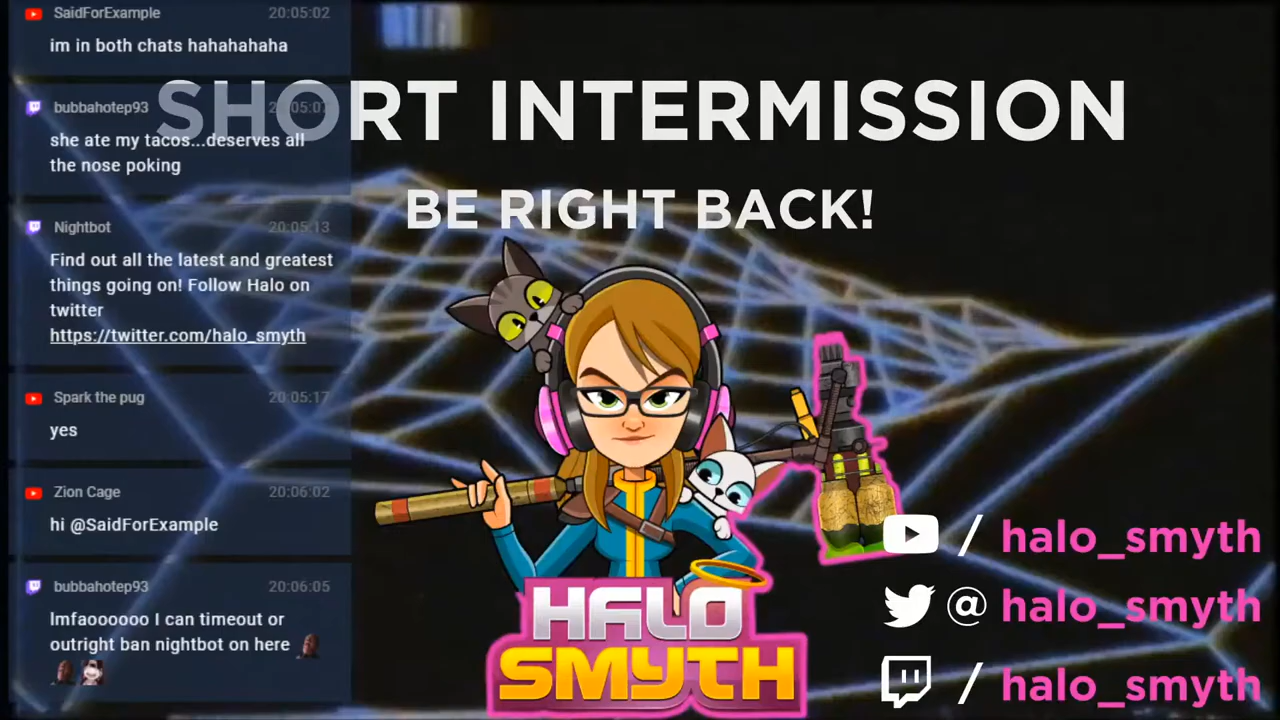 SaidForExample 20:05:02
im in both chats hahahahaha
bubbahotep93 20:05:07
she ate my tacos...deserves all
the nose poking
Nightbot 20:05:13
Find out all the latest and greatest
things going on! Follow Halo on
twitter
https://twitter.com/halo_smyth
Spark the pug 20:05:17
yes
Zion Cage 20:06:02
hi @SaidForExample
bubbahotep93 20:06:05
lmfaoooooo I can timeout or
outright ban nightbot on here
SHORT INTERMISSION
BE RIGHT BACK!
HALO
SMYTH
/ halo_smyth
@ halo_smyth
/ halo_smyth